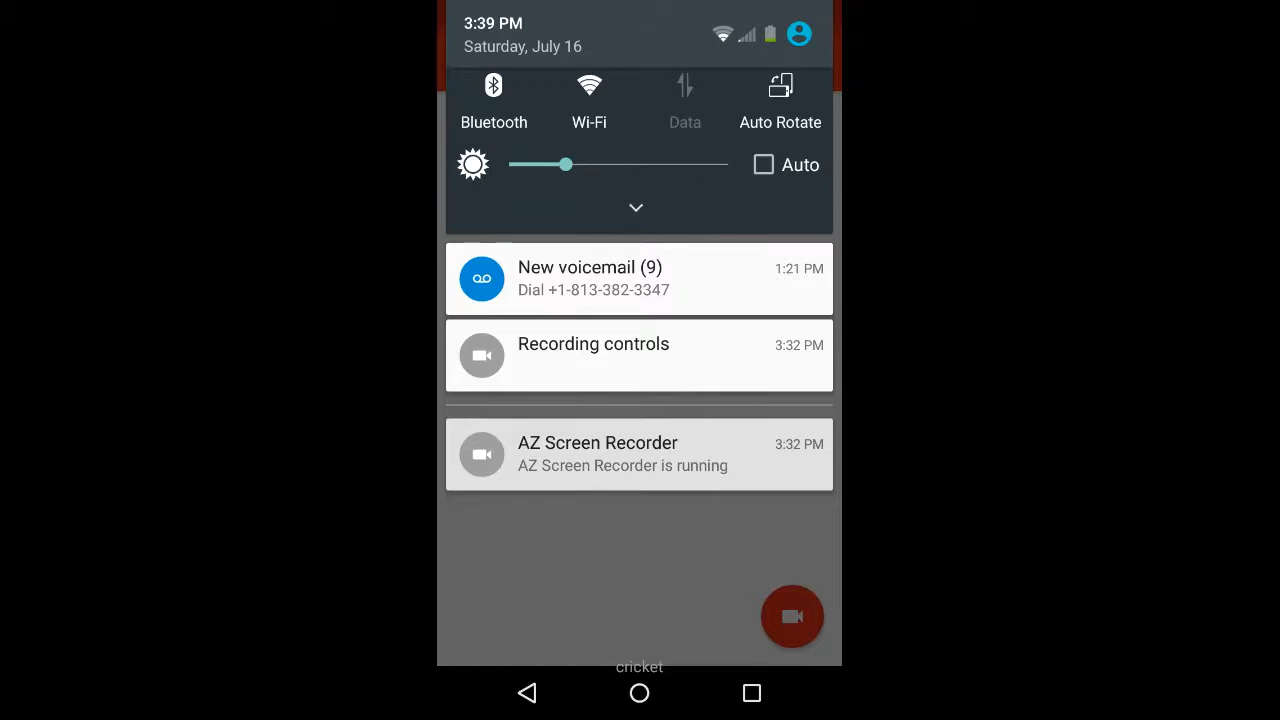 3:39 PM
Saturday, July 16
Bluetooth Wi-Fi Data Auto Rotate
Auto
New voicemail (9) 1:21 PM
Dial +1-813-382-3347
Recording controls 3:32 PM
AZ Screen Recorder 3:32 PM
AZ Screen Recorder is running
cricket